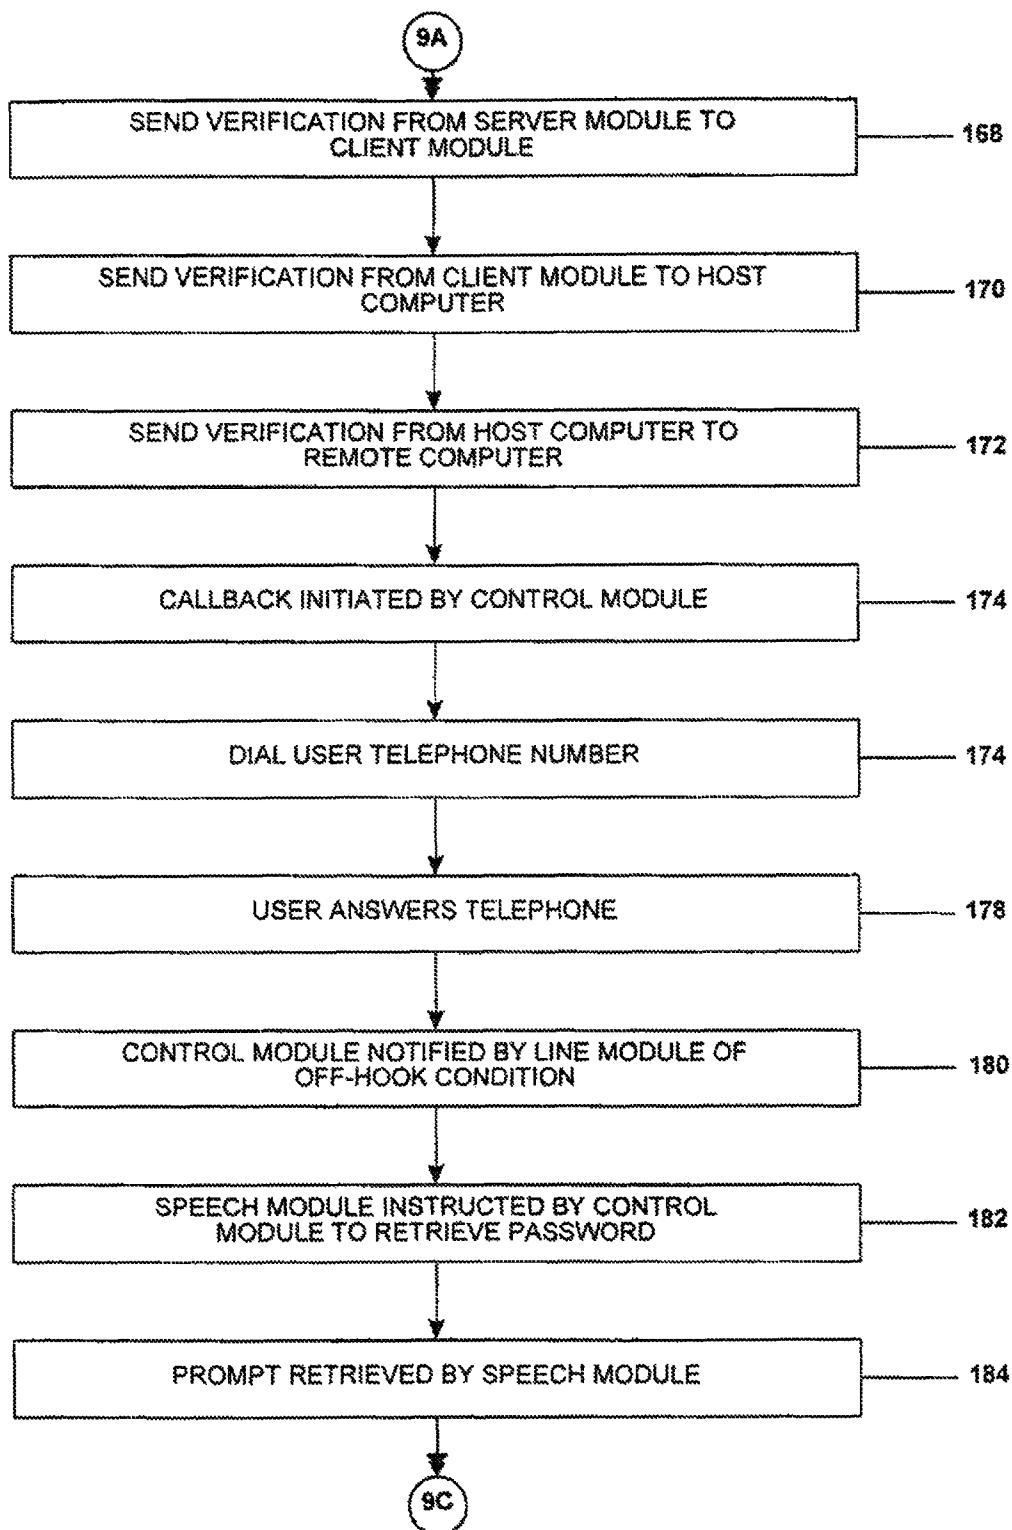 9A
SEND VERIFICATION FROM SERVER MODULE TO
CLIENT MODULE
168
SEND VERIFICATION FROM CLIENT MODULE TO HOST
COMPUTER
170
SEND VERIFICATION FROM HOST COMPUTER TO
REMOTE COMPUTER
172
CALLBACK INITIATED BY CONTROL MODULE
174
DIAL USER TELEPHONE NUMBER
174
USER ANSWERS TELEPHONE
178
CONTROL MODULE NOTIFIED BY LINE MODULE OF
OFF-HOOK CONDITION
180
SPEECH MODULE INSTRUCTED BY CONTROL
MODULE TO RETRIEVE PASSWORD
182
PROMPT RETRIEVED BY SPEECH MODULE
184
9C